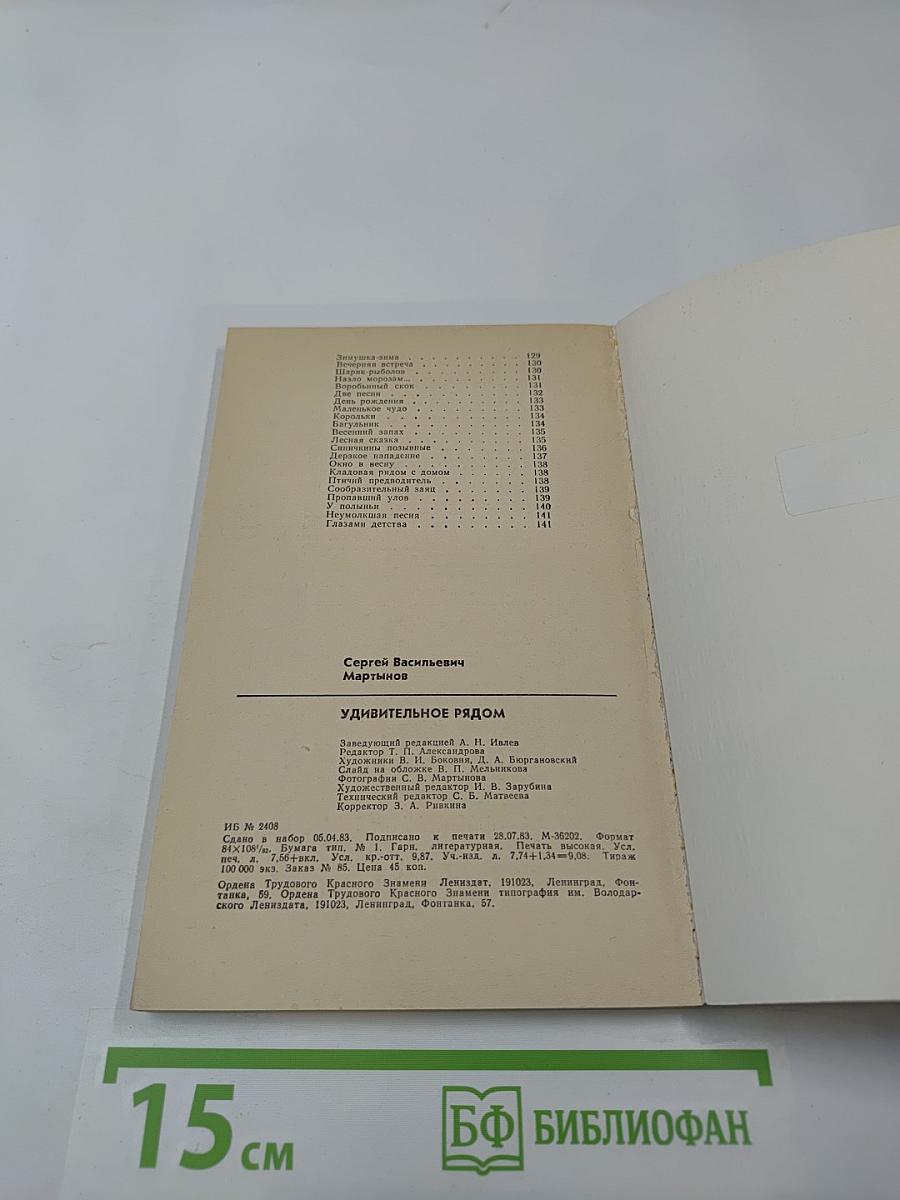 Зимушка-зима . . . . . . . . . . 129
Вечерняя встреча . . . . . . . . . 130
Шарик-рыболов . . . . . . . . . 130
Назло морозам... . . . . . . . . . 131
Воробьиный скок . . . . . . . . . 131
Две песни . . . . . . . . . . . 132
День рождения . . . . . . . . . 133
Маленькое чудо . . . . . . . . . 133
Корольки . . . . . . . . . . . 134
Багульник . . . . . . . . . . . 134
Весенний запах . . . . . . . . . 135
Лесная сказка . . . . . . . . . 135
Синичкины позывные . . . . . . . . 136
Дерзкое нападение . . . . . . . . 137
Окно в весну . . . . . . . . . . 138
Кладовая рядом с домом . . . . . . 138
Птичий предводитель . . . . . . . . 138
Сообразительный заяц . . . . . . . 139
Пропавший улов . . . . . . . . . 139
У полыньи . . . . . . . . . . . 140
Неумолкшая песня . . . . . . . . 141
Глазами детства . . . . . . . . . 141
Сергей Васильевич
Мартынов
УДИВИТЕЛЬНОЕ РЯДОМ
Заведующий редакцией А. Н. Ивлев
Редактор Т. П. Александрова
Художники В. И. Боковня, Д. А. Бюргановский
Слайд на обложке В. П. Мельникова
Фотографии С. В. Мартынова
Художественный редактор И. В. Зарубина
Технический редактор С. Б. Матвеева
Корректор З. А. Ривкина
ИБ № 2408
Сдано в набор 05.04.83. Подписано к печати 28.07.83. М-36202. Формат
84×108¹/₃₂. Бумага тип. № 1. Гарн. литературная. Печать высокая. Усл.
печ. л. 7,56+вкл. Усл. кр.-отт. 9,87. Уч.-изд. л. 7,74+1,34=9,08. Тираж
100 000 экз. Заказ № 85. Цена 45 коп.
Ордена Трудового Красного Знамени Лениздат, 191023, Ленинград, Фон-
танка, 59. Ордена Трудового Красного Знамени типография им. Володар-
ского Лениздата, 191023, Ленинград, Фонтанка, 57.
15 см
БФ БИБЛИОФАН